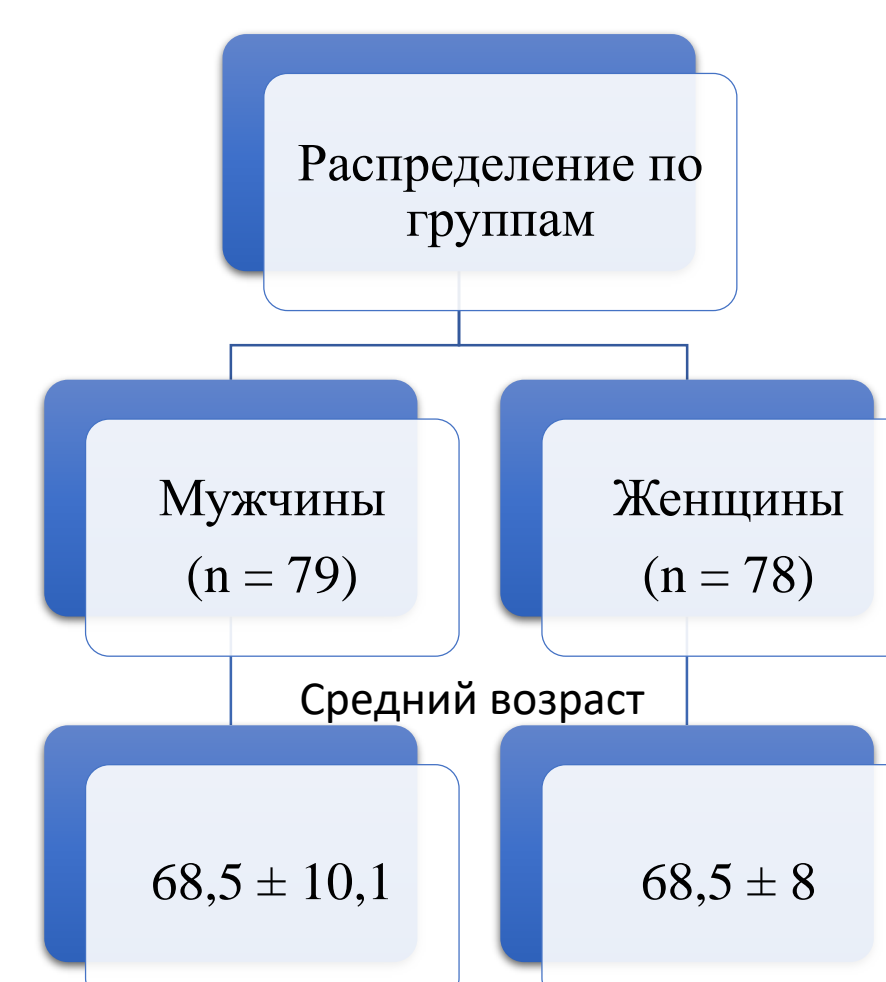 Распределение по
группам
Мужчины
(n = 79)
Женщины
(n = 78)
Средний возраст
68,5 ± 10,1
68,5 ± 8